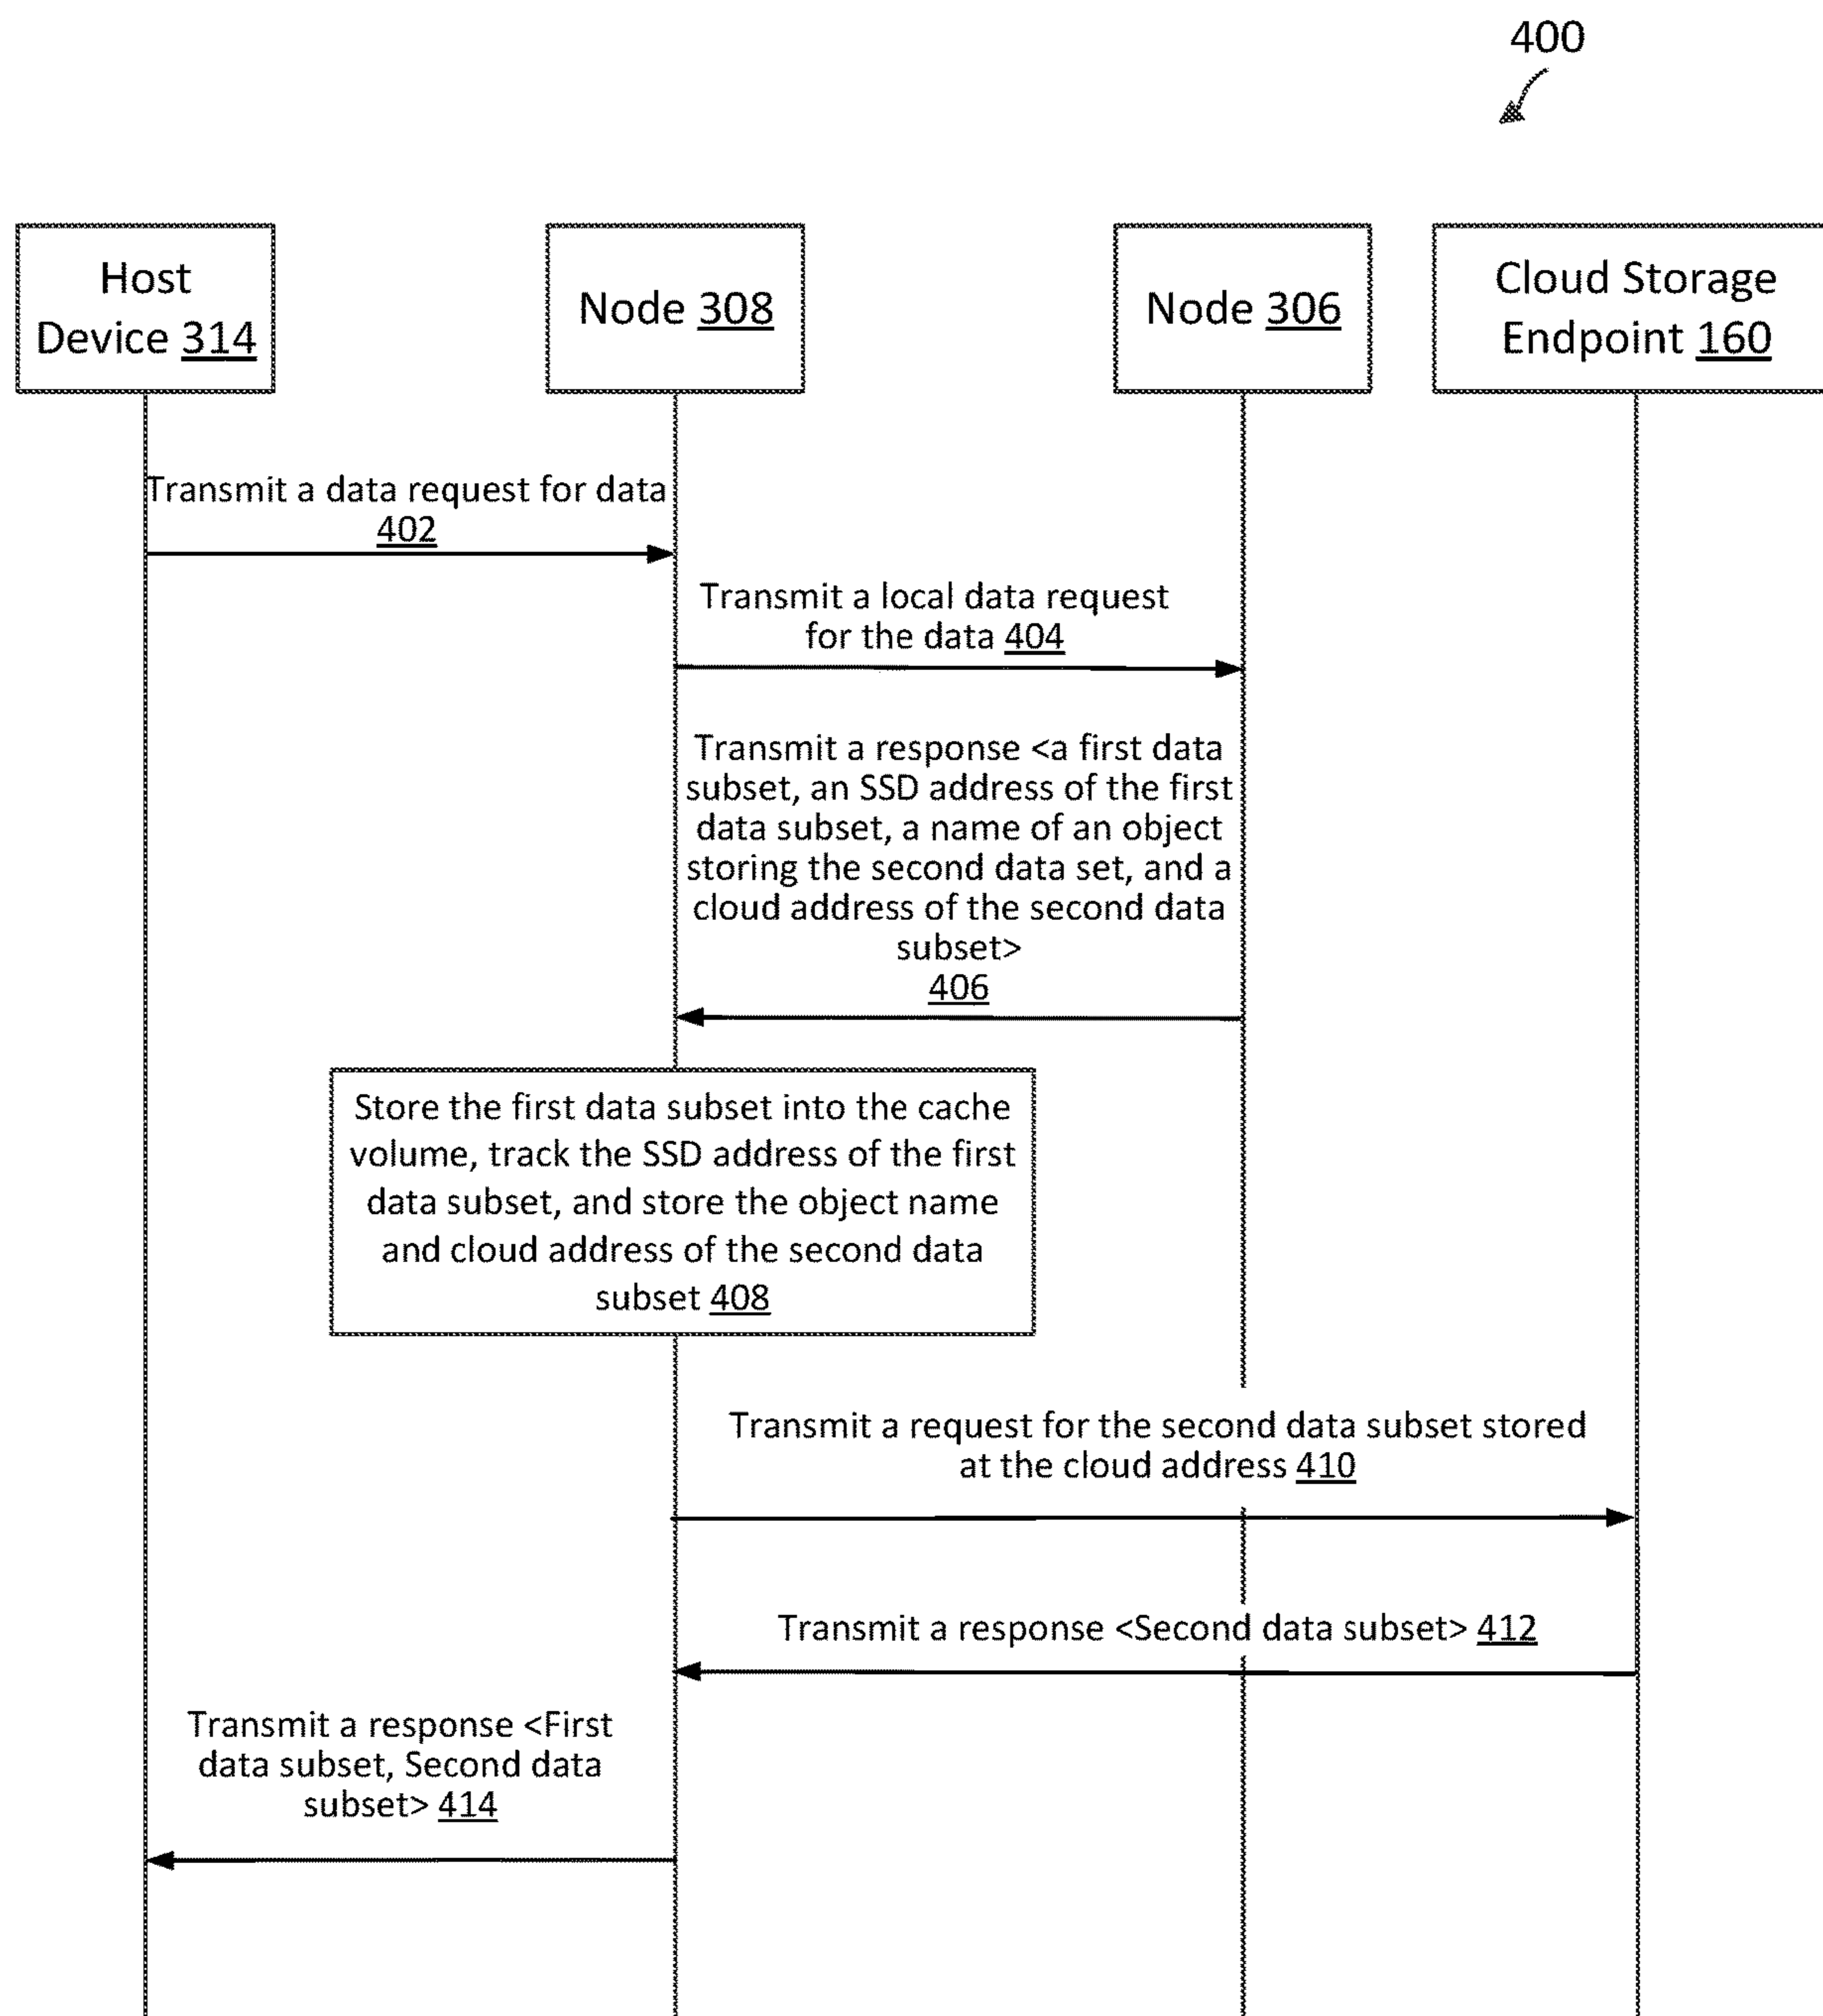 400
Host
Device 314
Node 308
Node 306
Cloud Storage
Endpoint 160
Transmit a data request for data
402
Transmit a local data request
for the data 404
Transmit a response <a first data
subset, an SSD address of the first
data subset, a name of an object
storing the second data set, and a
cloud address of the second data
subset>
406
Store the first data subset into the cache
volume, track the SSD address of the first
data subset, and store the object name
and cloud address of the second data
subset 408
Transmit a request for the second data subset stored
at the cloud address 410
Transmit a response <Second data subset> 412
Transmit a response <First
data subset, Second data
subset> 414